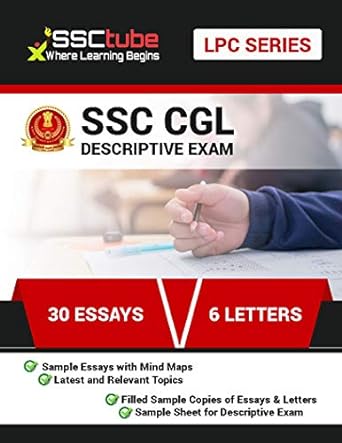 SSCtube
Where Learning Begins
LPC SERIES
SSC CGL
DESCRIPTIVE EXAM
30 ESSAYS
6 LETTERS
Sample Essays with Mind Maps
Latest and Relevant Topics
Filled Sample Copies of Essays & Letters
Sample Sheet for Descriptive Exam